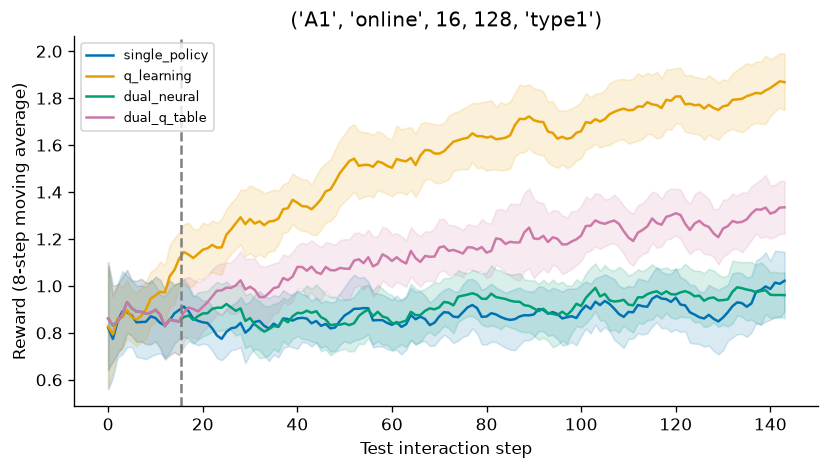 ('A1', 'online', 16, 128, 'type1')
Reward (8-step moving average)
2.0
1.8
1.6
1.4
1.2
1.0
0.8
0.6
single_policy
q_learning
dual_neural
dual_q_table
0 20 40 60 80 100 120 140
Test interaction step